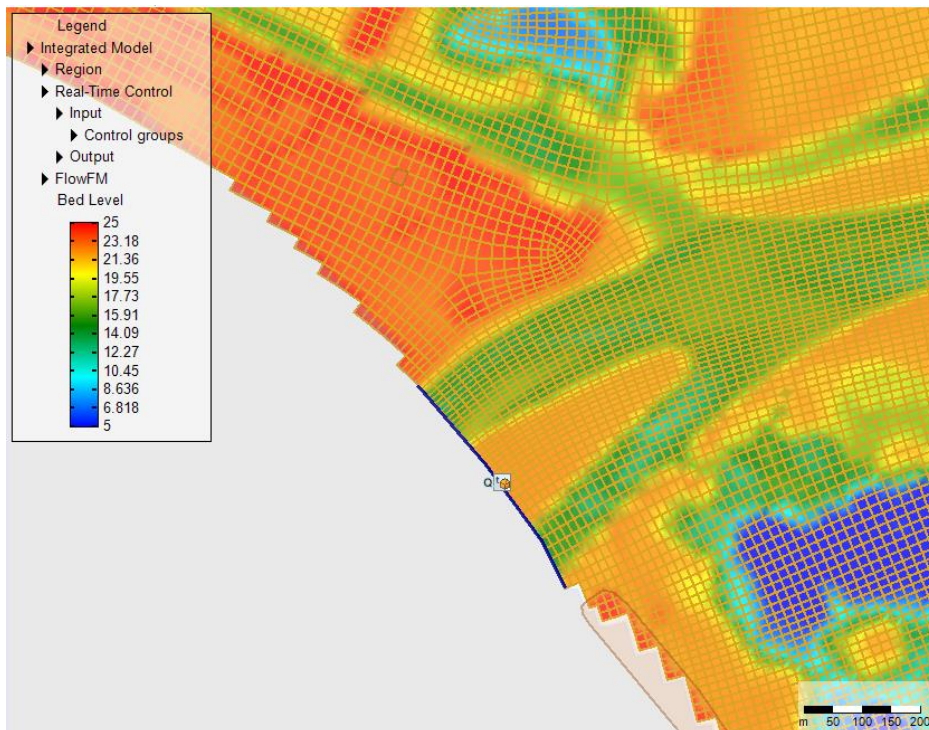 Legend
Integrated Model
Region
Real-Time Control
Input
Control groups
Output
FlowFM
Bed Level
25
23.18
21.36
19.55
17.73
15.91
14.09
12.27
10.45
8.636
6.818
5
Q t
m 50 100 150 200